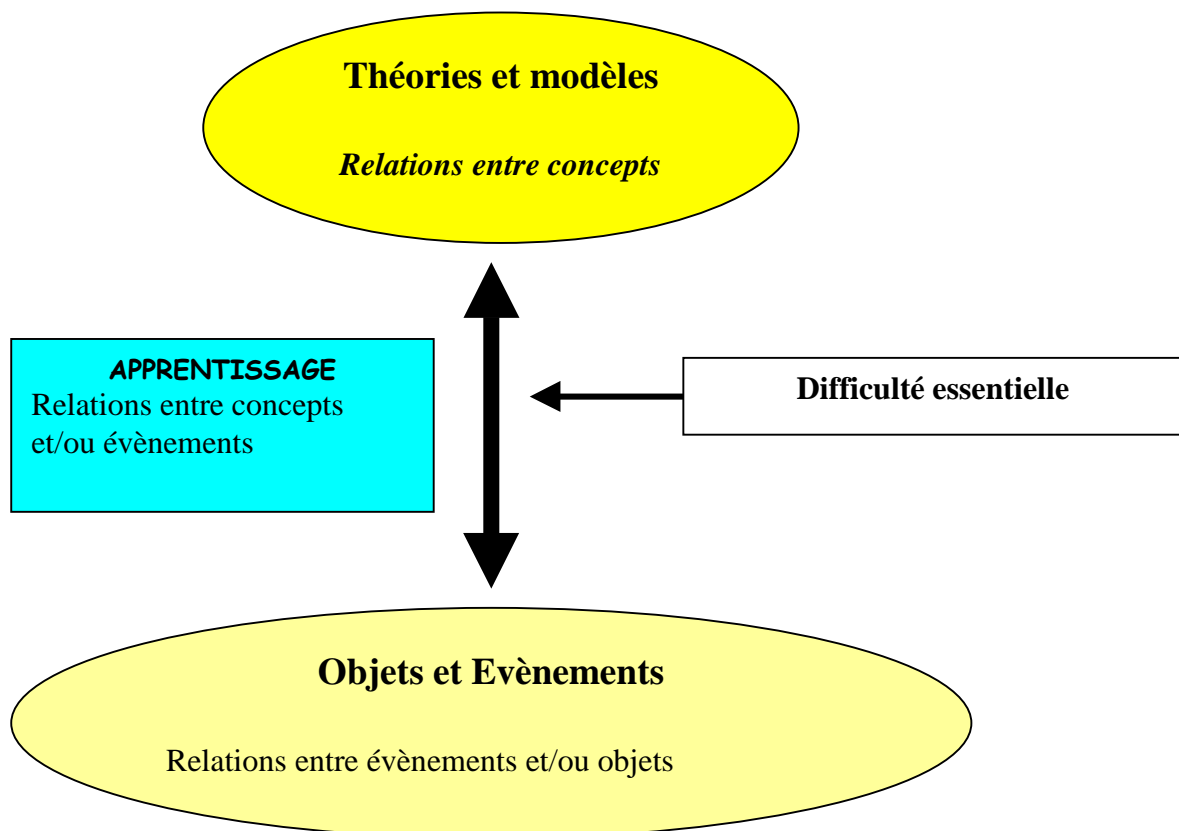 Théories et modèles
Relations entre concepts
APPRENTISSAGE
Relations entre concepts
et/ou évènements
Difficulté essentielle
Objets et Evènements
Relations entre évènements et/ou objets